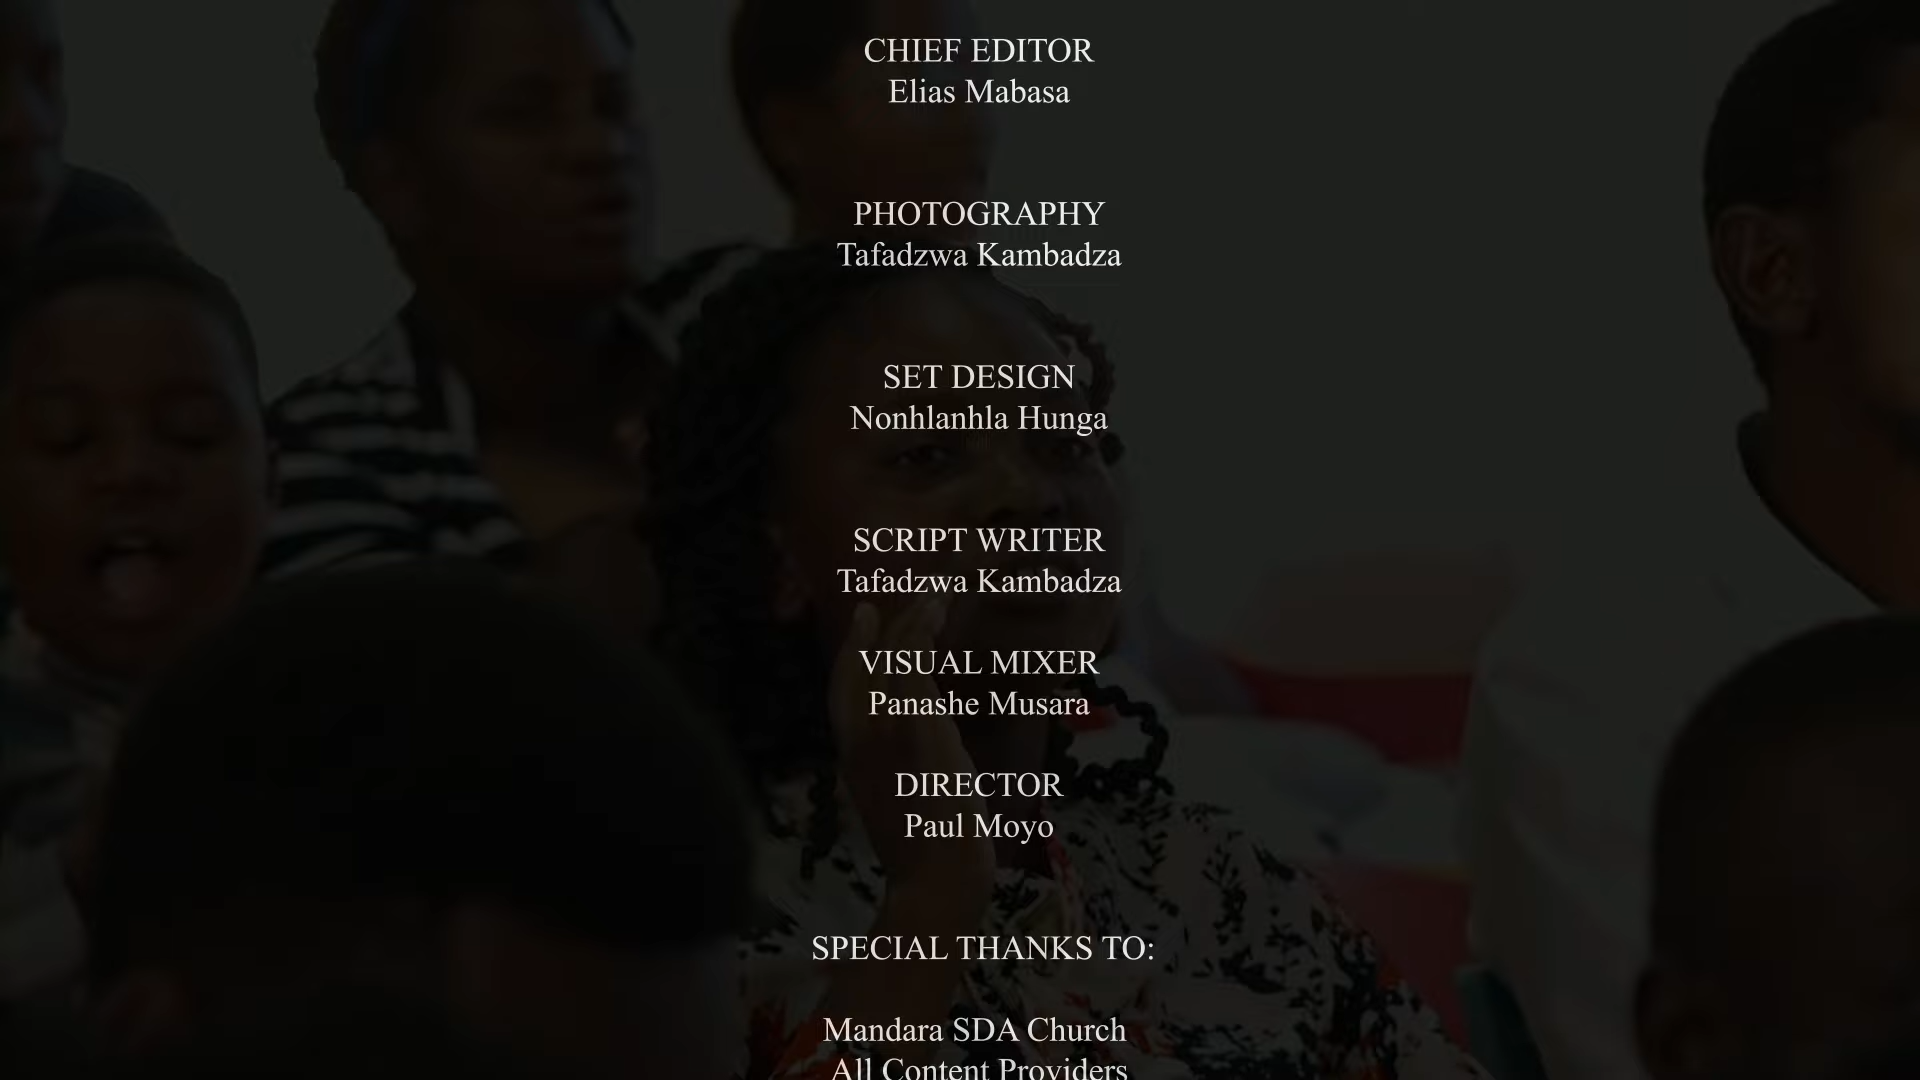 CHIEF EDITOR
Elias Mabasa
PHOTOGRAPHY
Tafadzwa Kambadza
SET DESIGN
Nonhlanhla Hunga
SCRIPT WRITER
Tafadzwa Kambadza
VISUAL MIXER
Panashe Musara
DIRECTOR
Paul Moyo
SPECIAL THANKS TO:
Mandara SDA Church
All Content Providers